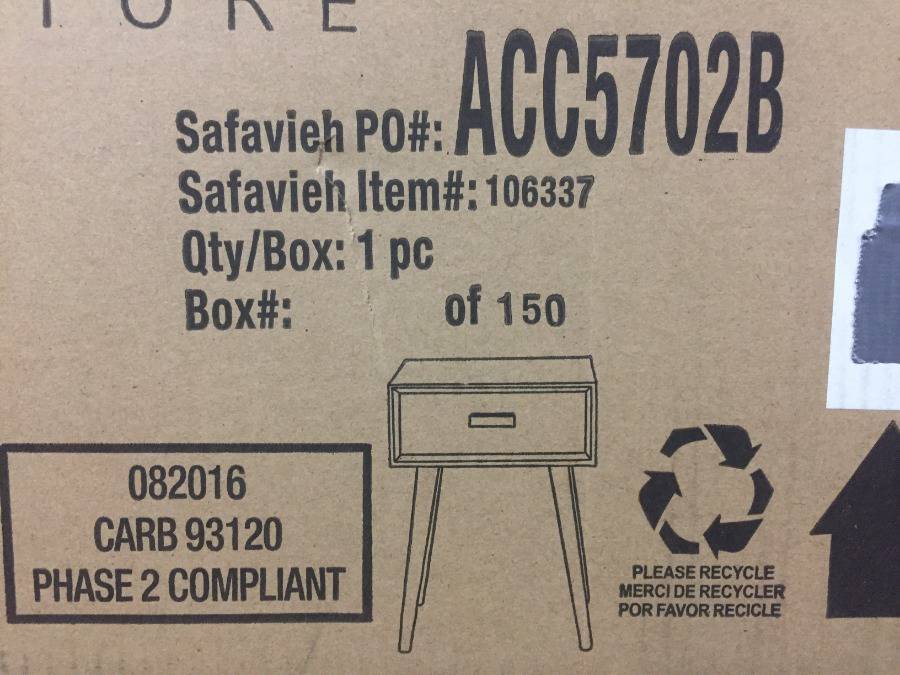 Safavieh PO#: ACC5702B
Safavieh Item#: 106337
Qty/Box: 1 pc
Box#: of 150
082016
CARB 93120
PHASE 2 COMPLIANT
PLEASE RECYCLE
MERCI DE RECYCLER
POR FAVOR RECICLE